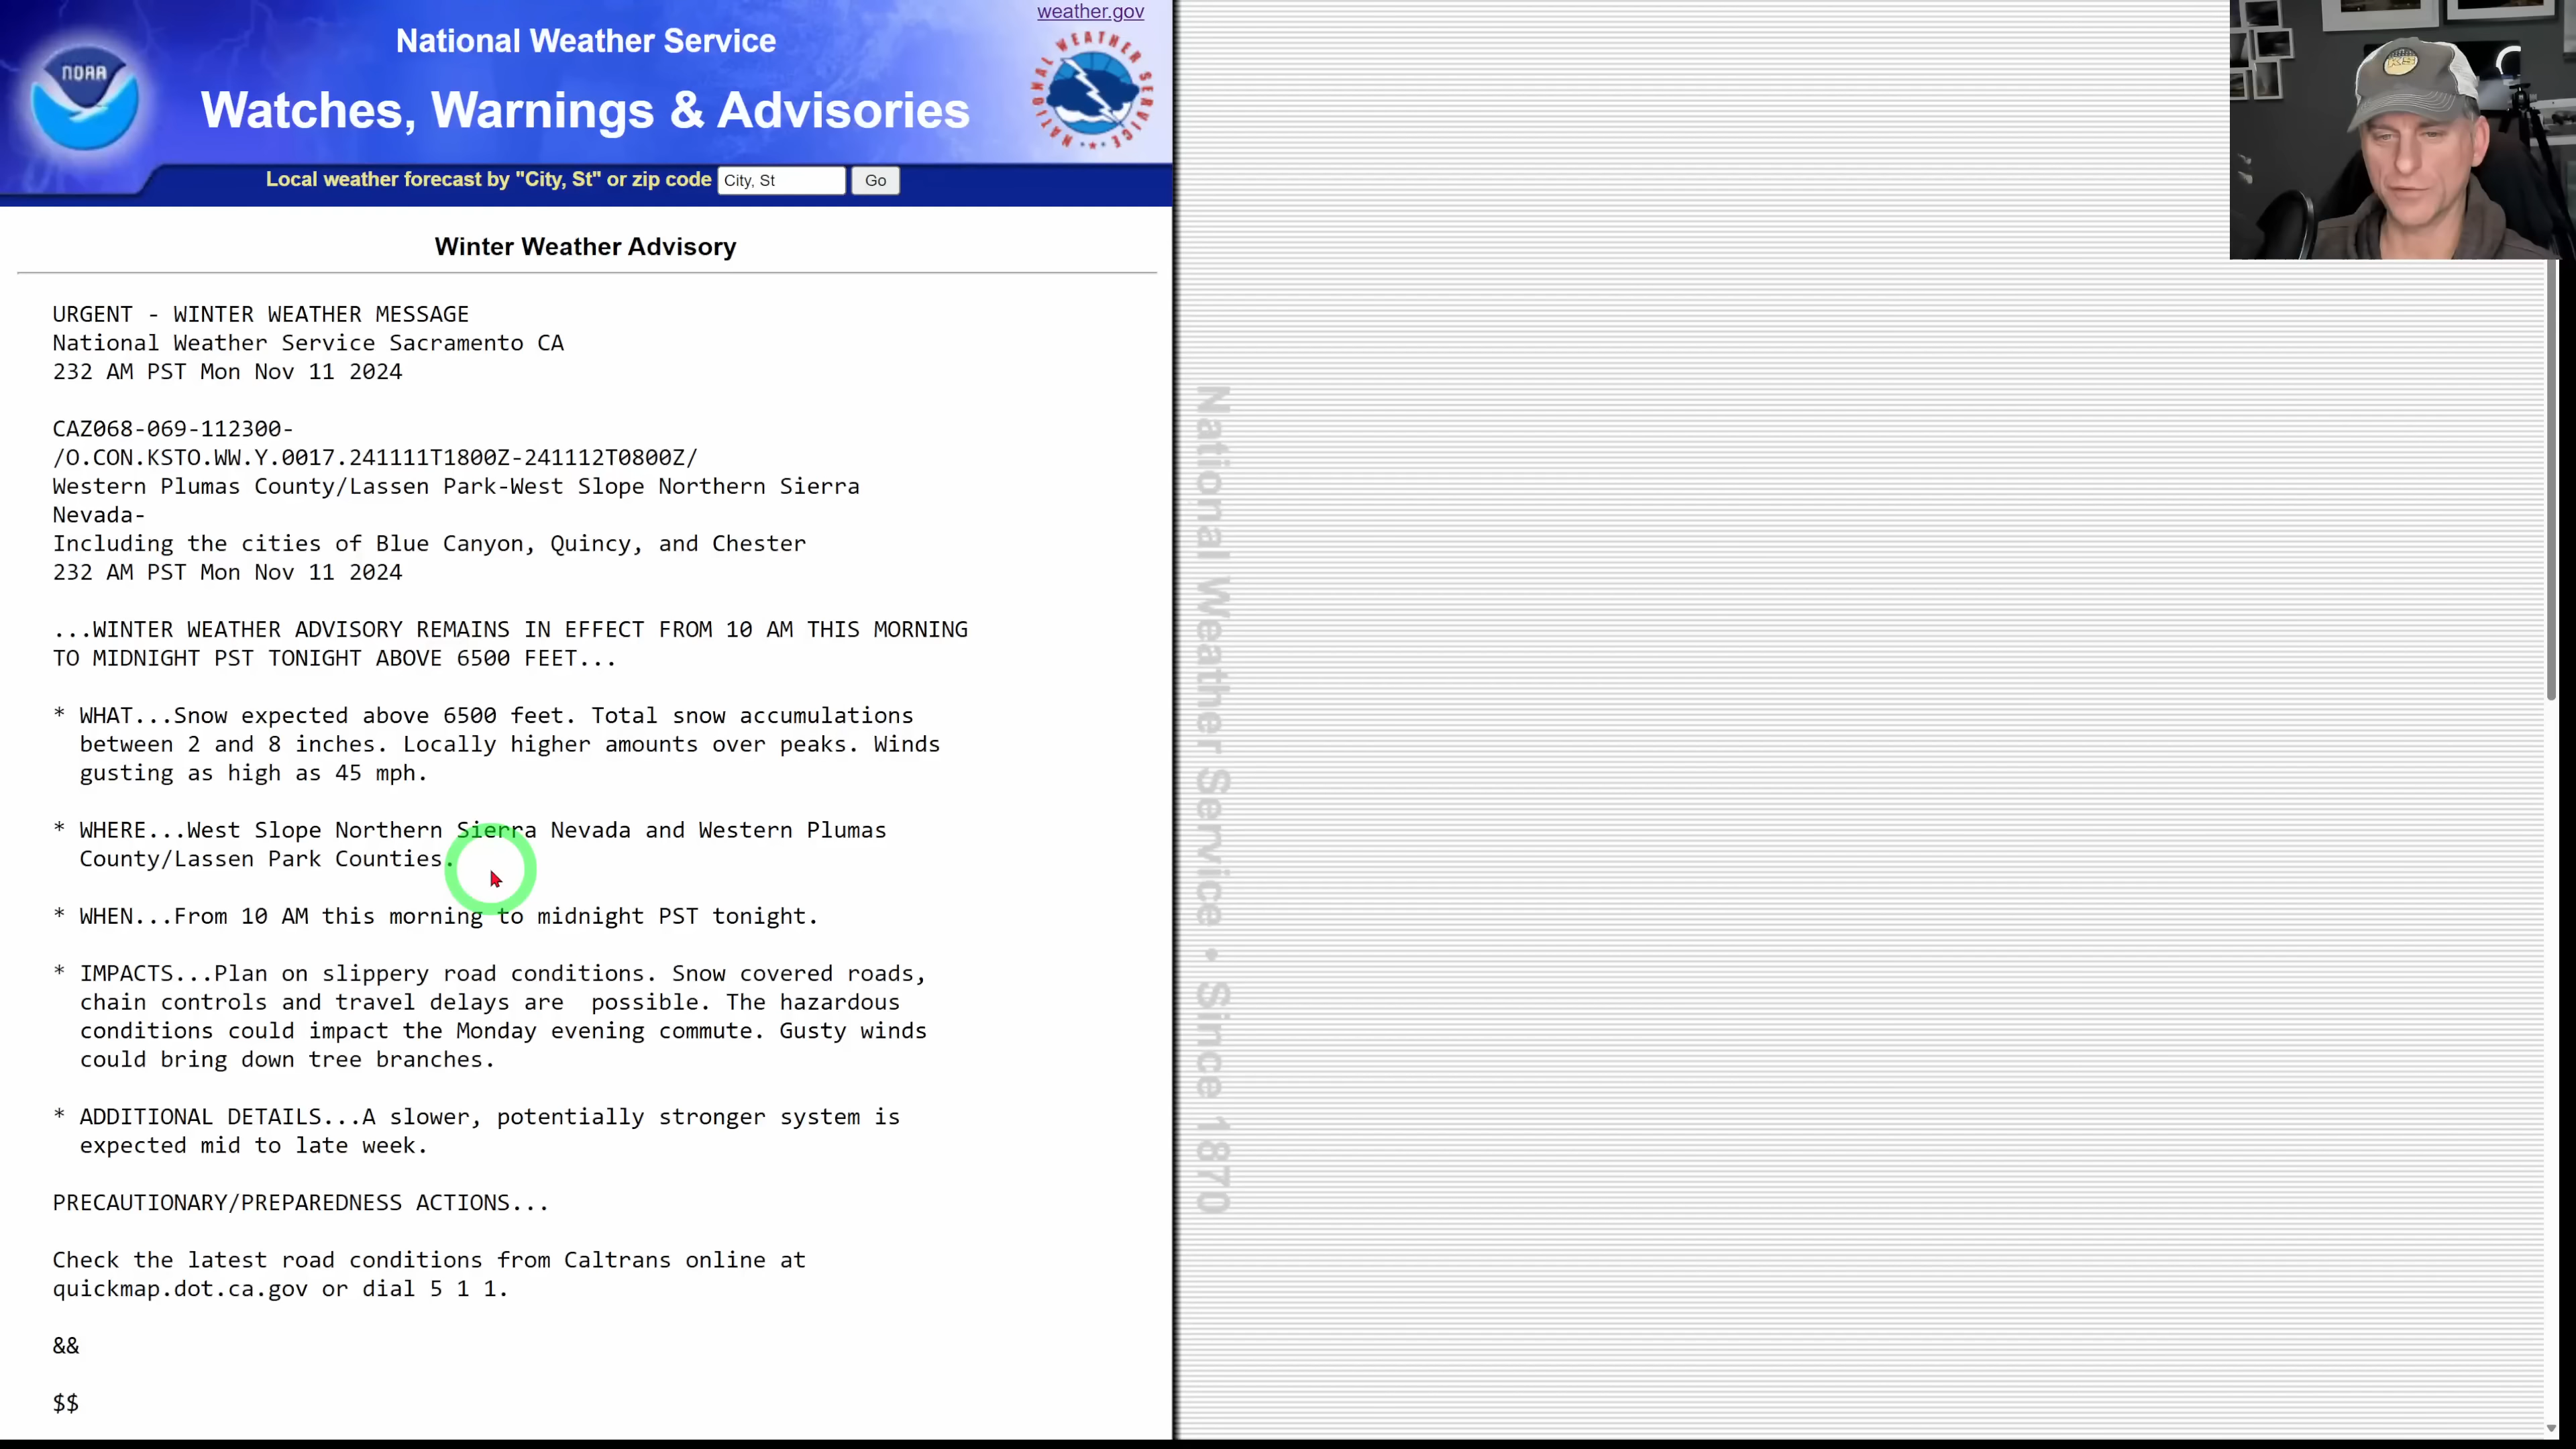 weather.gov
National Weather Service
NOAA
NATIONAL WEATHER SERVICE
Watches, Warnings & Advisories
Local weather forecast by "City, St" or zip code City, St Go
Winter Weather Advisory
URGENT - WINTER WEATHER MESSAGE
National Weather Service Sacramento CA
232 AM PST Mon Nov 11 2024
CAZ068-069-112300-
/O.CON.KSTO.WW.Y.0017.241111T1800Z-241112T0800Z/
Western Plumas County/Lassen Park-West Slope Northern Sierra
Nevada-
Including the cities of Blue Canyon, Quincy, and Chester
232 AM PST Mon Nov 11 2024
...WINTER WEATHER ADVISORY REMAINS IN EFFECT FROM 10 AM THIS MORNING
TO MIDNIGHT PST TONIGHT ABOVE 6500 FEET...
* WHAT...Snow expected above 6500 feet. Total snow accumulations
between 2 and 8 inches. Locally higher amounts over peaks. Winds
gusting as high as 45 mph.
* WHERE...West Slope Northern Sierra Nevada and Western Plumas
County/Lassen Park Counties.
* WHEN...From 10 AM this morning to midnight PST tonight.
* IMPACTS...Plan on slippery road conditions. Snow covered roads,
chain controls and travel delays are  possible. The hazardous
conditions could impact the Monday evening commute. Gusty winds
could bring down tree branches.
* ADDITIONAL DETAILS...A slower, potentially stronger system is
expected mid to late week.
PRECAUTIONARY/PREPAREDNESS ACTIONS...
Check the latest road conditions from Caltrans online at
quickmap.dot.ca.gov or dial 5 1 1.
&&
$$
National Weather Service • Since 1870